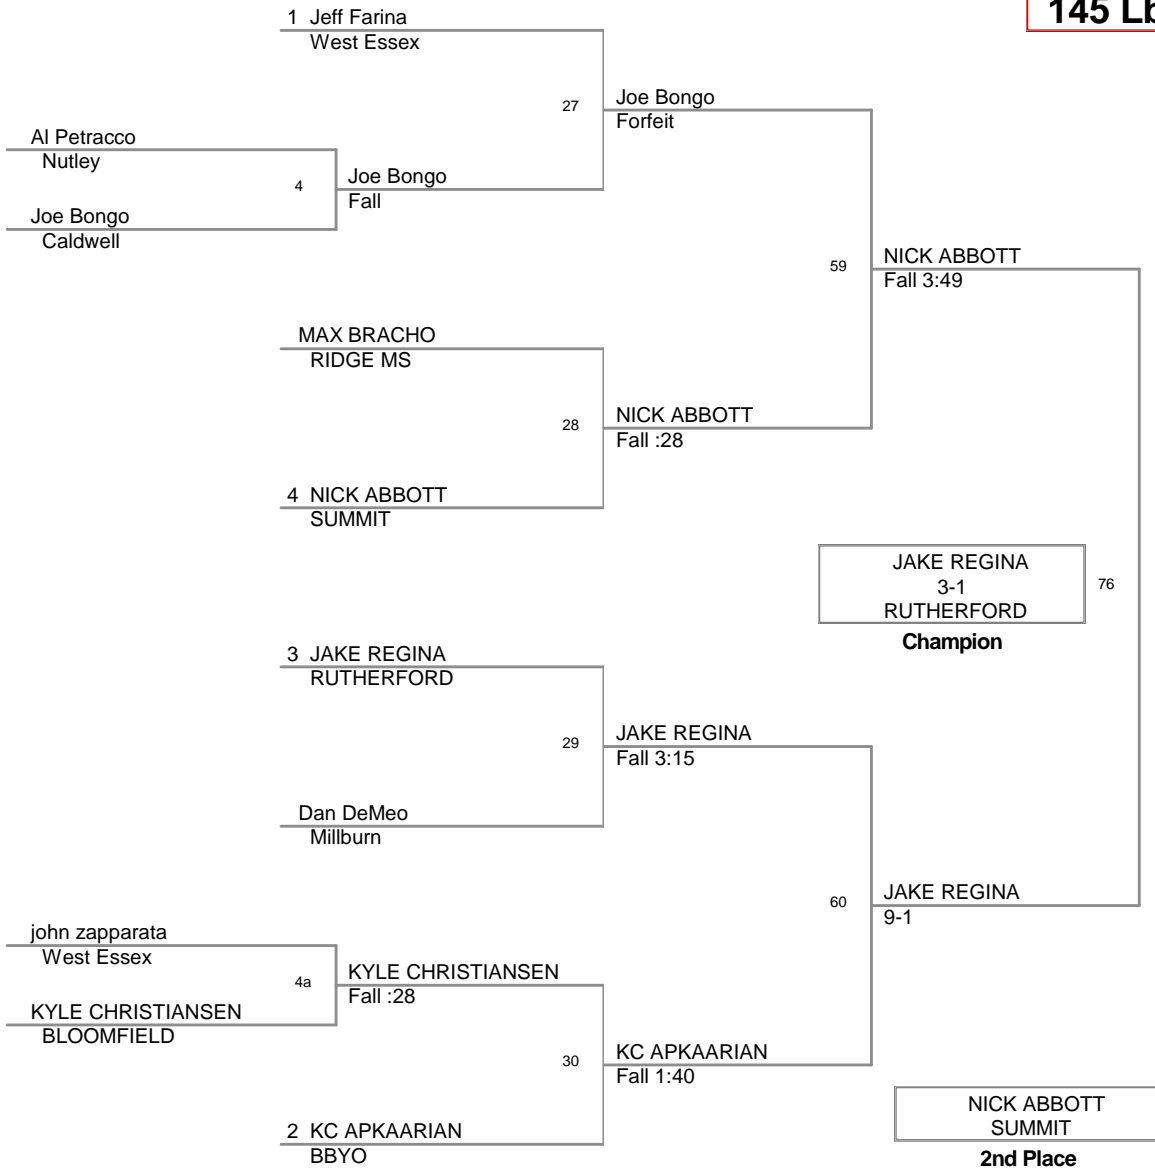 145 Lb
1 Jeff Farina
West Essex
27
Joe Bongo
Forfeit
Al Petracco
Nutley
4
Joe Bongo
Fall
Joe Bongo
Caldwell
59
NICK ABBOTT
Fall 3:49
MAX BRACHO
RIDGE MS
28
NICK ABBOTT
Fall :28
4 NICK ABBOTT
SUMMIT
JAKE REGINA
3-1
RUTHERFORD
76
Champion
3 JAKE REGINA
RUTHERFORD
29
JAKE REGINA
Fall 3:15
Dan DeMeo
Millburn
60
JAKE REGINA
9-1
john zapparata
West Essex
4a
KYLE CHRISTIANSEN
Fall :28
KYLE CHRISTIANSEN
BLOOMFIELD
30
KC APKAARIAN
Fall 1:40
2 KC APKAARIAN
BBYO
NICK ABBOTT
SUMMIT
2nd Place